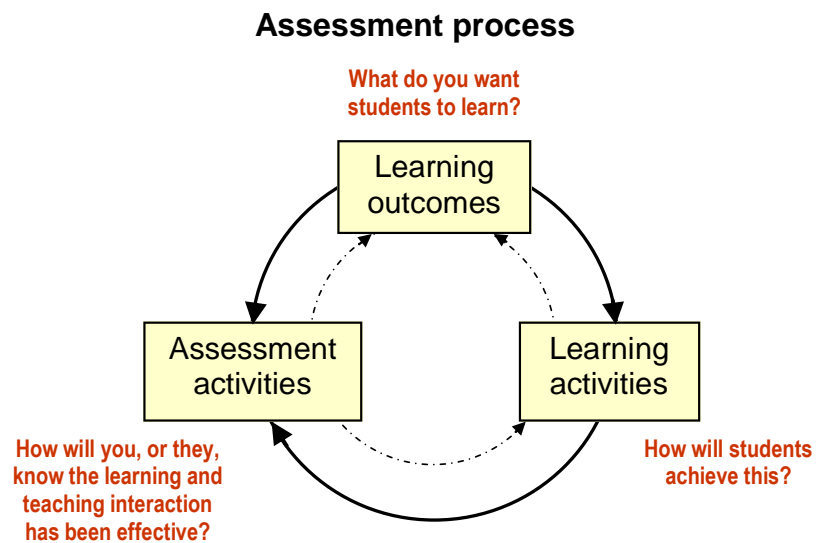 Assessment process
What do you want
students to learn?
Learning
outcomes
Assessment
activities
Learning
activities
How will you, or they,
know the learning and
teaching interaction
has been effective?
How will students
achieve this?